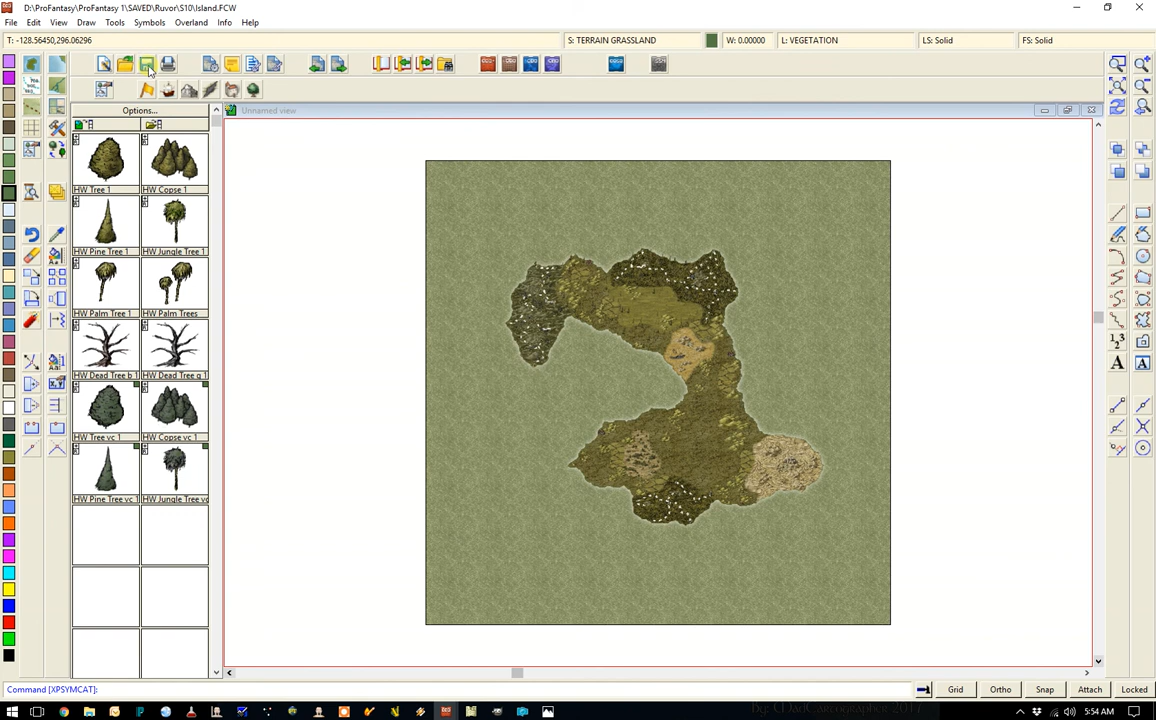 D:\ProFantasy\ProFantasy 1\SAVED\Ruvor\S10\Island.FCW
File Edit View Draw Tools Symbols Overland Info Help
T: -128.56450,296.06296 S: TERRAIN GRASSLAND W: 0.00000 L: VEGETATION LS: Solid FS: Solid
Options...
Unnamed view
HW Tree 1 HW Copse 1
HW Pine Tree 1 HW Jungle Tree 1
HW Palm Tree 1 HW Palm Trees
HW Dead Tree b 1 HW Dead Tree g 1
HW Tree vc 1 HW Copse vc 1
HW Pine Tree vc 1 HW Jungle Tree vc
Command [XPSYMCAT]:
Grid Ortho Snap Attach Locked
5:54 AM